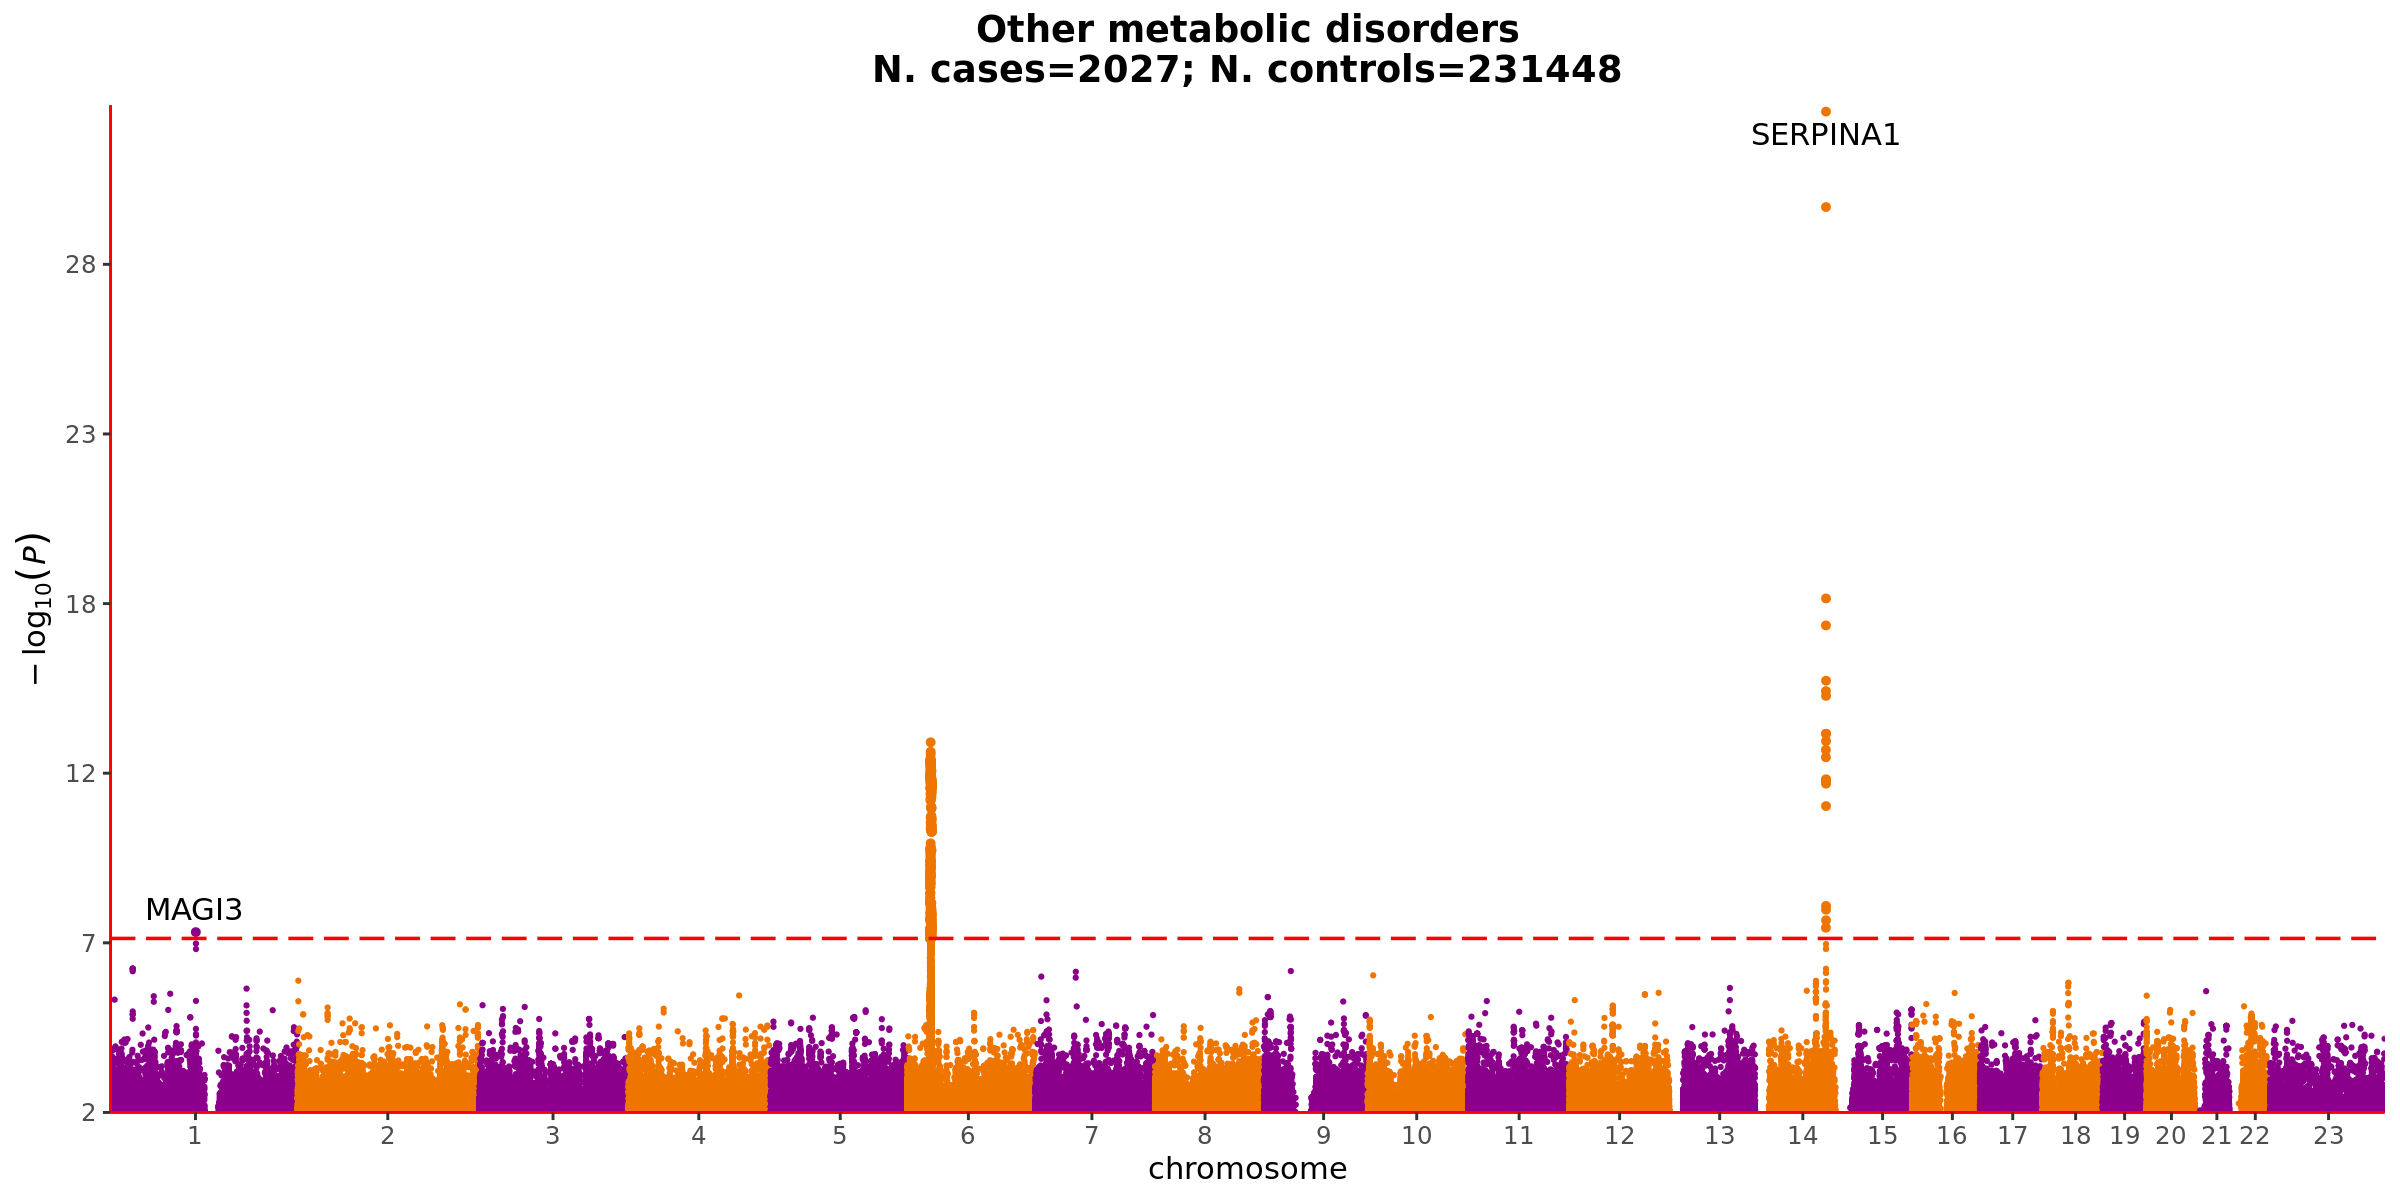 Other metabolic disorders
N. cases=2027; N. controls=231448
SERPINA1
28
23
− log10(P)
18
12
MAGI3
7
2
1 2 3 4 5 6 7 8 9 10 11 12 13 14 15 16 17 18 19 20 21 22 23
chromosome